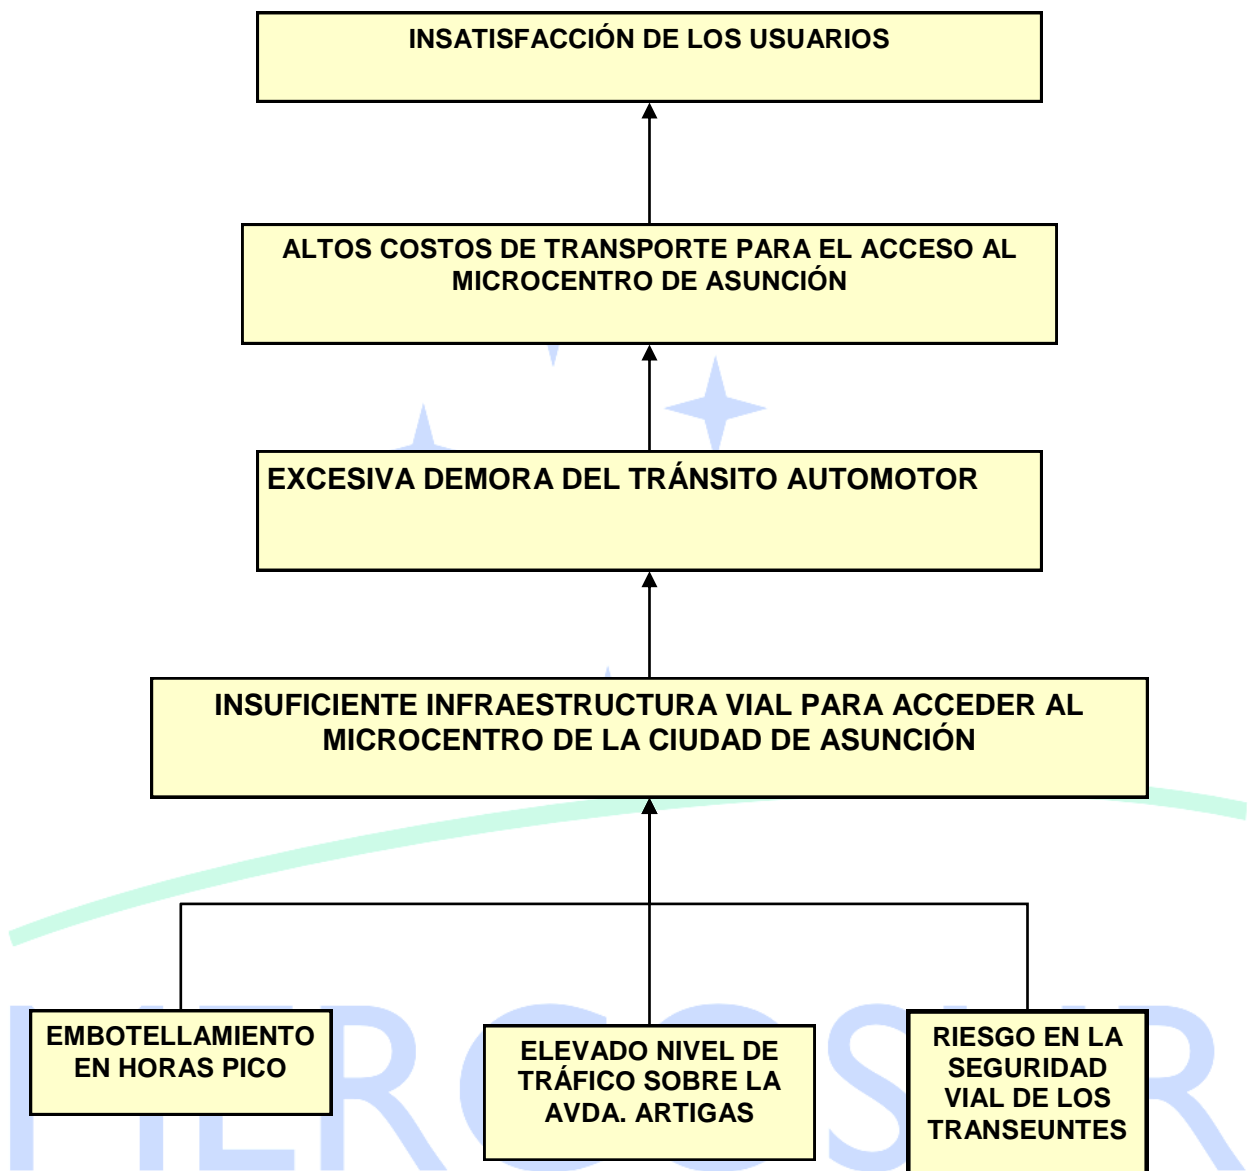 INSATISFACCIÓN DE LOS USUARIOS
ALTOS COSTOS DE TRANSPORTE PARA EL ACCESO AL
MICROCENTRO DE ASUNCIÓN
EXCESIVA DEMORA DEL TRÁNSITO AUTOMOTOR
INSUFICIENTE INFRAESTRUCTURA VIAL PARA ACCEDER AL
MICROCENTRO DE LA CIUDAD DE ASUNCIÓN
EMBOTELLAMIENTO
EN HORAS PICO
ELEVADO NIVEL DE
TRÁFICO SOBRE LA
AVDA. ARTIGAS
RIESGO EN LA
SEGURIDAD
VIAL DE LOS
TRANSEUNTES
MERCOSUR